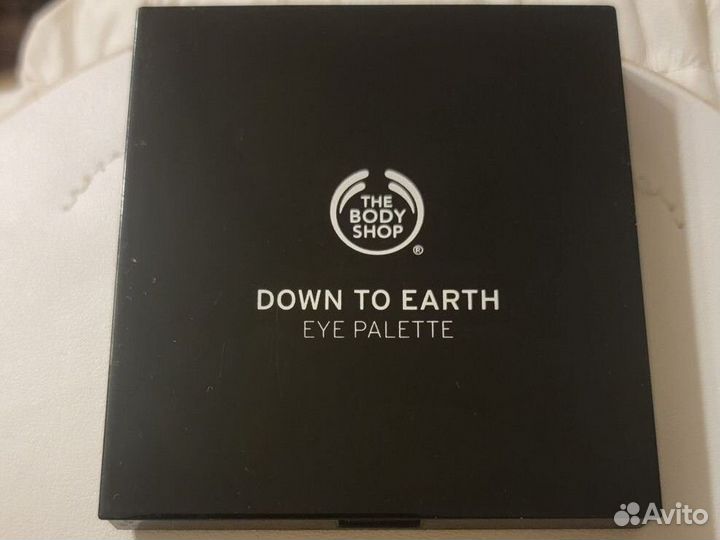 THE
BODY
SHOP
®
DOWN TO EARTH
EYE PALETTE
Avito